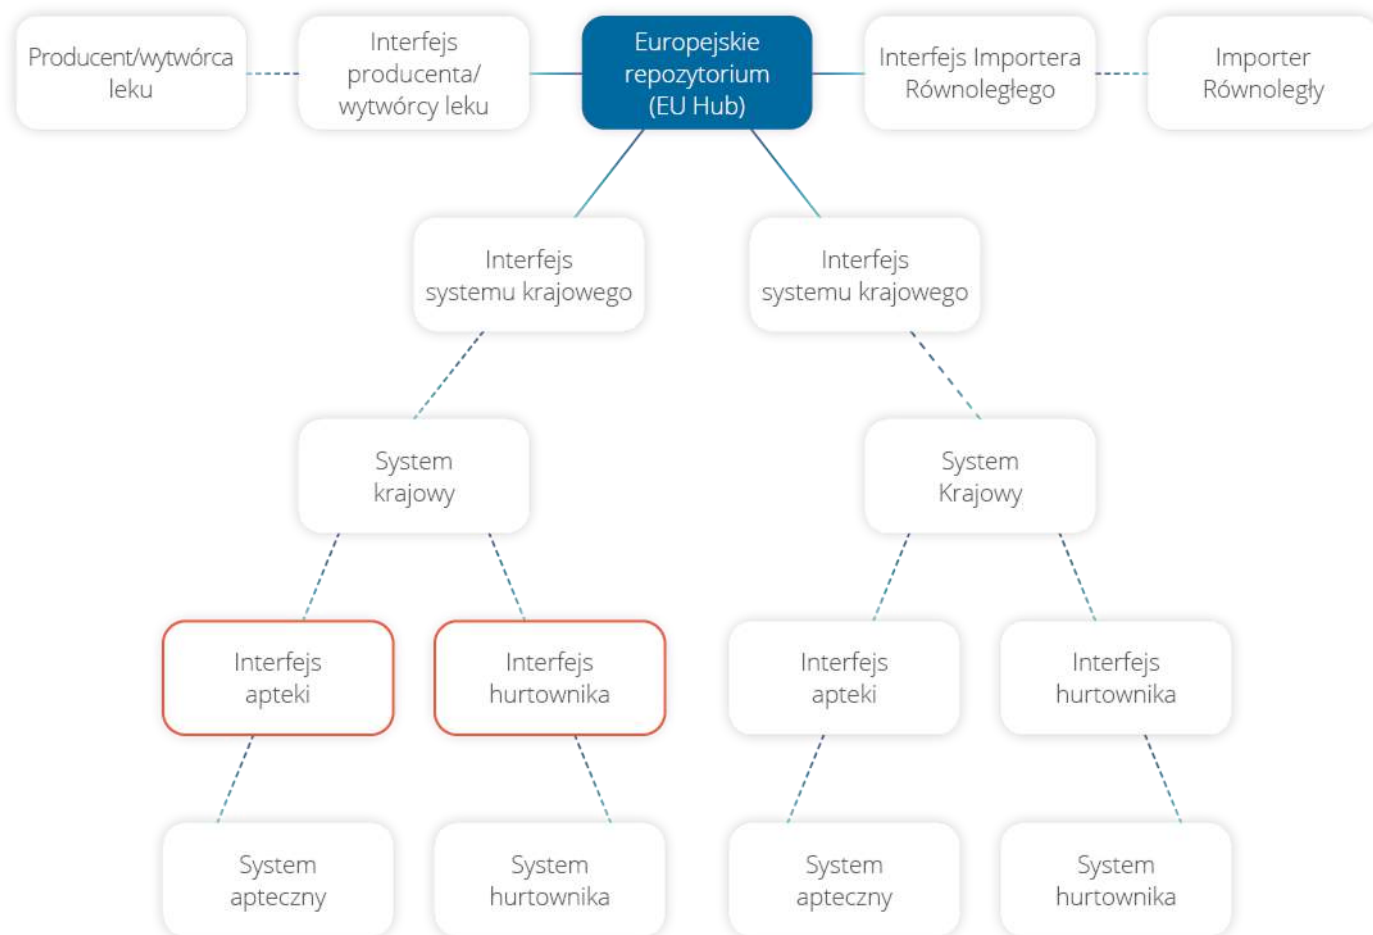 Producent/wytwórca
leku
Interfejs
producenta/
wytwórcy leku
Europejskie
repozytorium
(EU Hub)
Interfejs Importera
Równoległego
Importer
Równoległy
Interfejs
systemu krajowego
Interfejs
systemu krajowego
System
krajowy
System
Krajowy
Interfejs
apteki
Interfejs
hurtownika
Interfejs
apteki
Interfejs
hurtownika
System
apteczny
System
hurtownika
System
apteczny
System
hurtownika